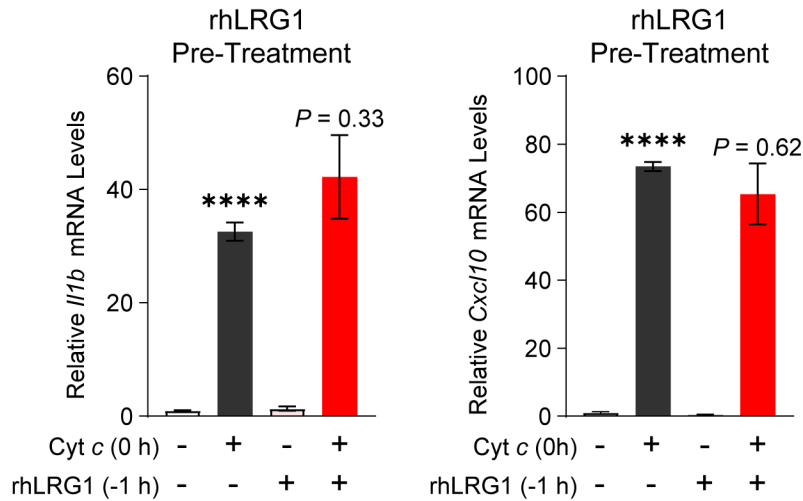 rhLRG1
Pre-Treatment
Relative Il1b mRNA Levels
60
40
20
0
****
P = 0.33
Cyt c (0 h) - + - +
rhLRG1 (-1 h) - - + +
rhLRG1
Pre-Treatment
Relative Cxcl10 mRNA Levels
100
80
60
40
20
0
****
P = 0.62
Cyt c (0h) - + - +
rhLRG1 (-1 h) - - + +